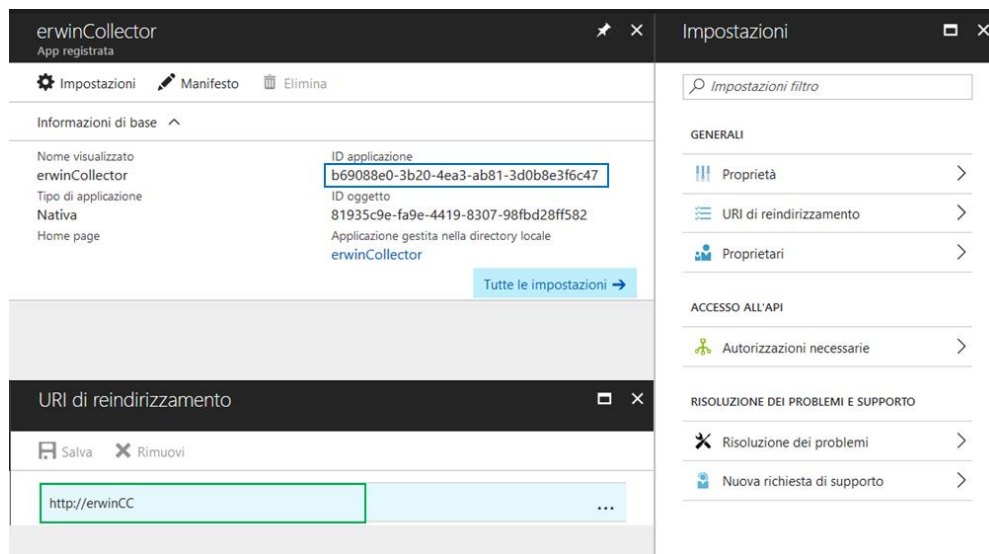 erwinCollector
App registrata
Impostazioni Manifesto Elimina
Informazioni di base
Nome visualizzato
erwinCollector
Tipo di applicazione
Nativa
Home page
ID applicazione
b69088e0-3b20-4ea3-ab81-3d0b8e3f6c47
ID oggetto
81935c9e-fa9e-4419-8307-98fbd28ff582
Applicazione gestita nella directory locale
erwinCollector
Tutte le impostazioni →
URI di reindirizzamento
Salva Rimuovi
http://erwinCC
...
Impostazioni
Impostazioni filtro
GENERALI
Proprietà
URI di reindirizzamento
Proprietari
ACCESSO ALL'API
Autorizzazioni necessarie
RISOLUZIONE DEI PROBLEMI E SUPPORTO
Risoluzione dei problemi
Nuova richiesta di supporto